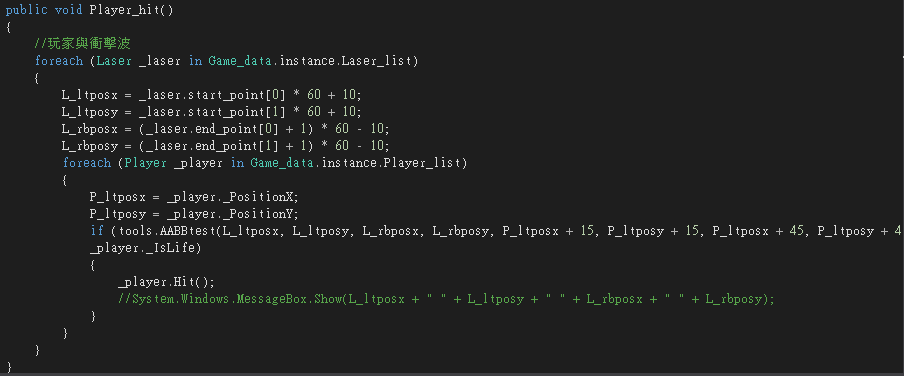 public void Player_hit()
{
    //玩家與衝擊波
    foreach (Laser _laser in Game_data.instance.Laser_list)
    {
        L_ltposx = _laser.start_point[0] * 60 + 10;
        L_ltposy = _laser.start_point[1] * 60 + 10;
        L_rbposx = (_laser.end_point[0] + 1) * 60 - 10;
        L_rbposy = (_laser.end_point[1] + 1) * 60 - 10;
        foreach (Player _player in Game_data.instance.Player_list)
        {
            P_ltposx = _player._PositionX;
            P_ltposy = _player._PositionY;
            if (tools.AABBtest(L_ltposx, L_ltposy, L_rbposx, L_rbposy, P_ltposx + 15, P_ltposy + 15, P_ltposx + 45, P_ltposy + 4
            _player._IsLife)
            {
                _player.Hit();
                //System.Windows.MessageBox.Show(L_ltposx + " " + L_ltposy + " " + L_rbposx + " " + L_rbposy);
            }
        }
    }
}